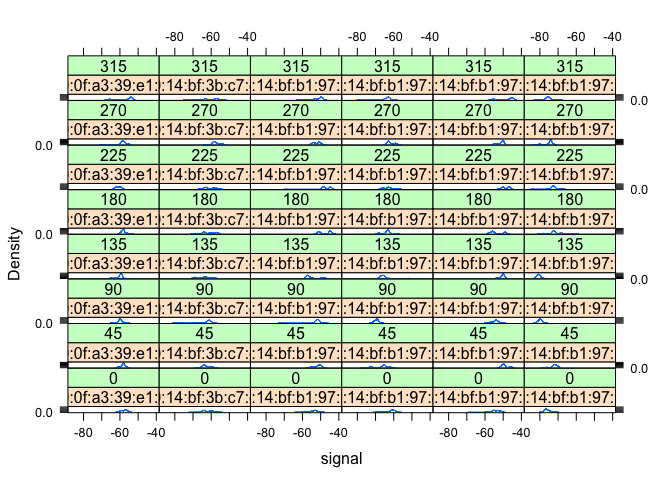 -80 -60 -40 -80 -60 -40 -80 -60 -40
315 315 315 315 315 315
:0f:a3:39:e1: :14:bf:3b:c7: :14:bf:b1:97: :14:bf:b1:97: :14:bf:b1:97: :14:bf:b1:97:
0.0
270 270 270 270 270 270
:0f:a3:39:e1: :14:bf:3b:c7: :14:bf:b1:97: :14:bf:b1:97: :14:bf:b1:97: :14:bf:b1:97:
0.0
225 225 225 225 225 225
:0f:a3:39:e1: :14:bf:3b:c7: :14:bf:b1:97: :14:bf:b1:97: :14:bf:b1:97: :14:bf:b1:97:
0.0
180 180 180 180 180 180
:0f:a3:39:e1: :14:bf:3b:c7: :14:bf:b1:97: :14:bf:b1:97: :14:bf:b1:97: :14:bf:b1:97:
0.0
Density
135 135 135 135 135 135
:0f:a3:39:e1: :14:bf:3b:c7: :14:bf:b1:97: :14:bf:b1:97: :14:bf:b1:97: :14:bf:b1:97:
0.0
90 90 90 90 90 90
:0f:a3:39:e1: :14:bf:3b:c7: :14:bf:b1:97: :14:bf:b1:97: :14:bf:b1:97: :14:bf:b1:97:
0.0
45 45 45 45 45 45
:0f:a3:39:e1: :14:bf:3b:c7: :14:bf:b1:97: :14:bf:b1:97: :14:bf:b1:97: :14:bf:b1:97:
0.0
0 0 0 0 0 0
:0f:a3:39:e1: :14:bf:3b:c7: :14:bf:b1:97: :14:bf:b1:97: :14:bf:b1:97: :14:bf:b1:97:
0.0
-80 -60 -40 -80 -60 -40 -80 -60 -40
signal